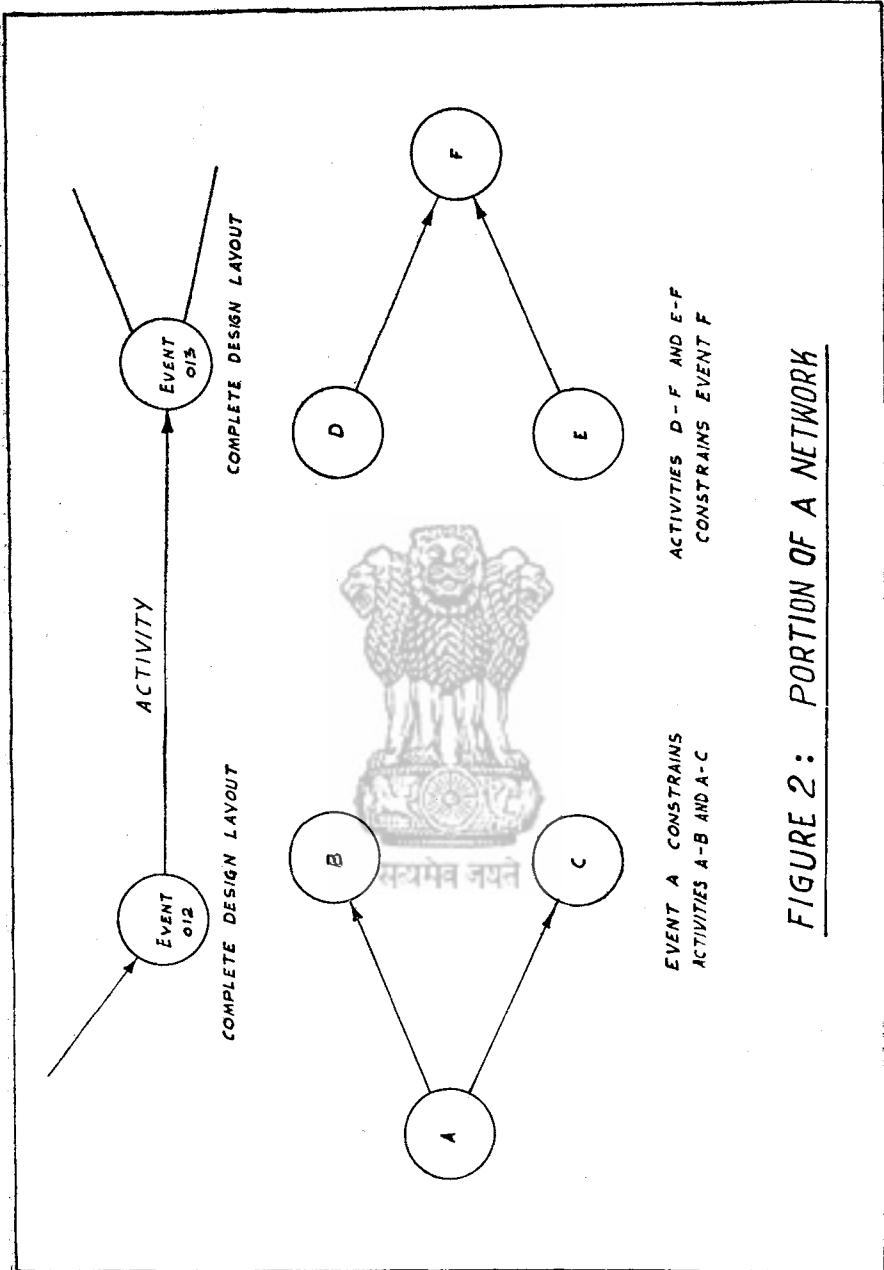 ACTIVITY
EVENT
012
EVENT
013
COMPLETE DESIGN LAYOUT
COMPLETE DESIGN LAYOUT
A
B
C
D
E
F
सत्यमेव जयते
EVENT A CONSTRAINS
ACTIVITIES A-B AND A-C
ACTIVITIES D-F AND E-F
CONSTRAINS EVENT F
FIGURE 2: PORTION OF A NETWORK